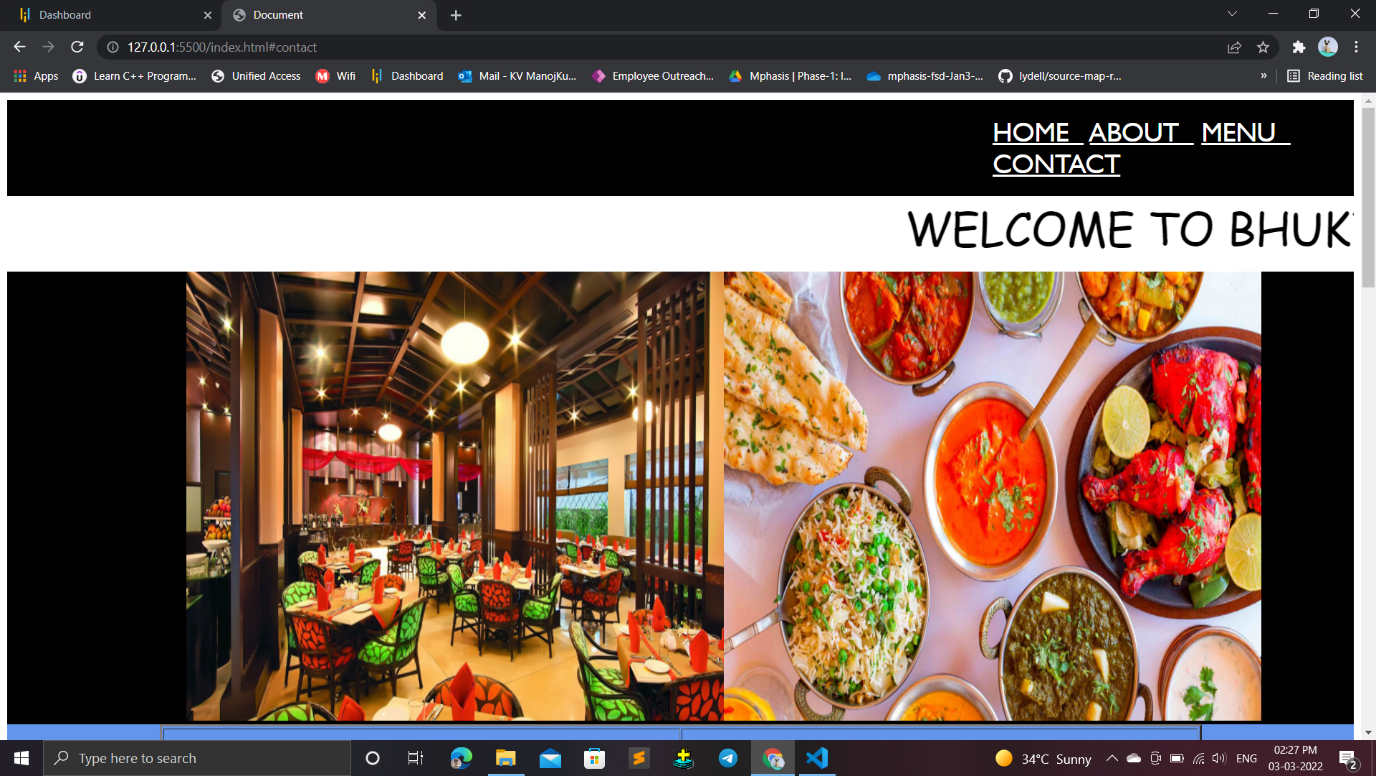 Dashboard
Document
127.0.0.1:5500/index.html#contact
Apps
Learn C++ Program...
Unified Access
Wifi
Dashboard
Mail - KV ManojKu...
Employee Outreach...
Mphasis | Phase-1: I...
mphasis-fsd-Jan3-...
lydell/source-map-r...
»
Reading list
HOME ABOUT MENU
CONTACT
WELCOME TO BHUK
Type here to search
34°C Sunny
ENG
02:27 PM
03-03-2022
2